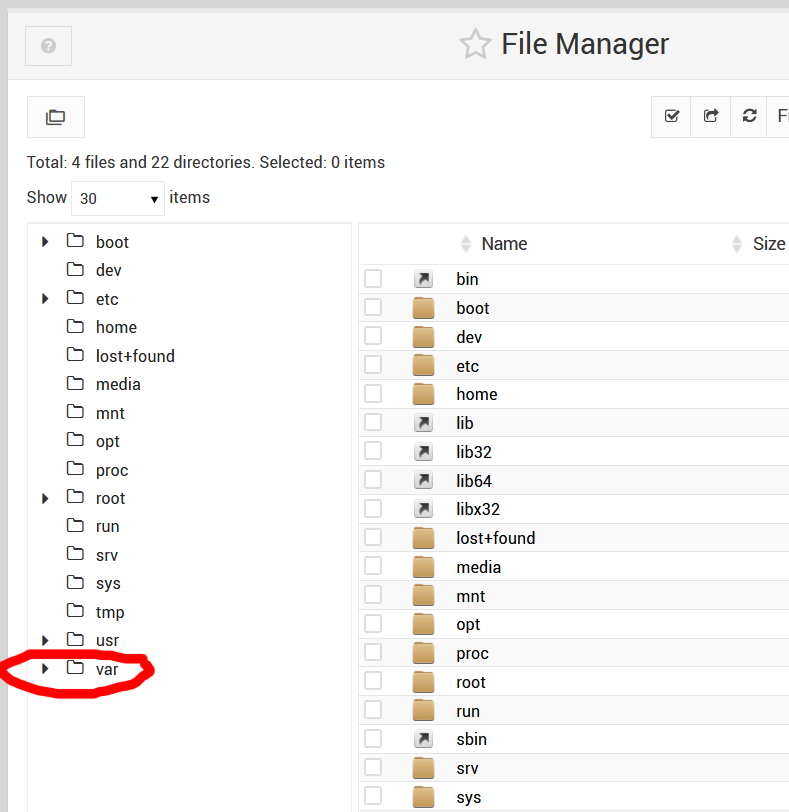 ?
File Manager
F
Total: 4 files and 22 directories. Selected: 0 items
Show 30 items
boot
dev
etc
home
lost+found
media
mnt
opt
proc
root
run
srv
sys
tmp
usr
var
Name Size
bin
boot
dev
etc
home
lib
lib32
lib64
libx32
lost+found
media
mnt
opt
proc
root
run
sbin
srv
sys